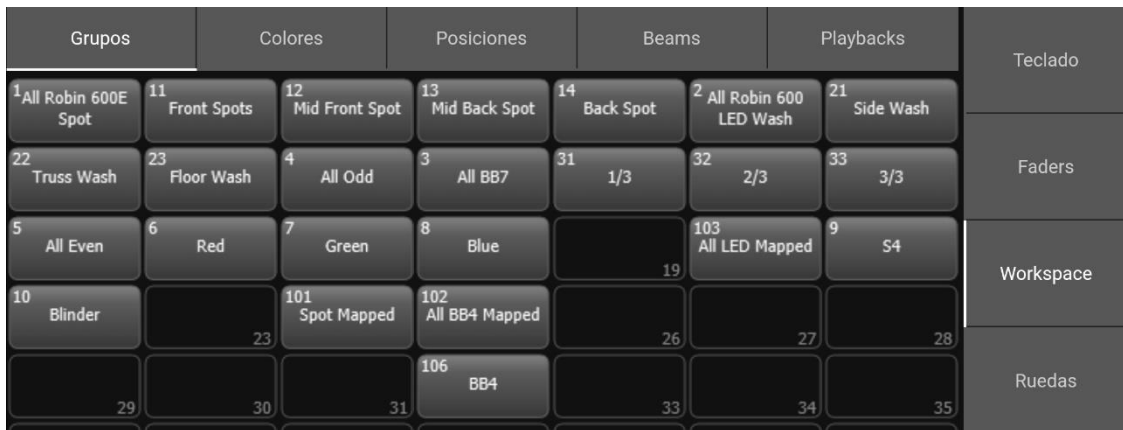 Grupos Colores Posiciones Beams Playbacks
Teclado
1 All Robin 600E Spot
11 Front Spots
12 Mid Front Spot
13 Mid Back Spot
14 Back Spot
2 All Robin 600 LED Wash
21 Side Wash
22 Truss Wash
23 Floor Wash
4 All Odd
3 All BB7
31 1/3
32 2/3
33 3/3
Faders
5 All Even
6 Red
7 Green
8 Blue
19
103 All LED Mapped
9 S4
Workspace
10 Blinder
23
101 Spot Mapped
102 All BB4 Mapped
26
27
28
29
30
31
106 BB4
33
34
35
Ruedas